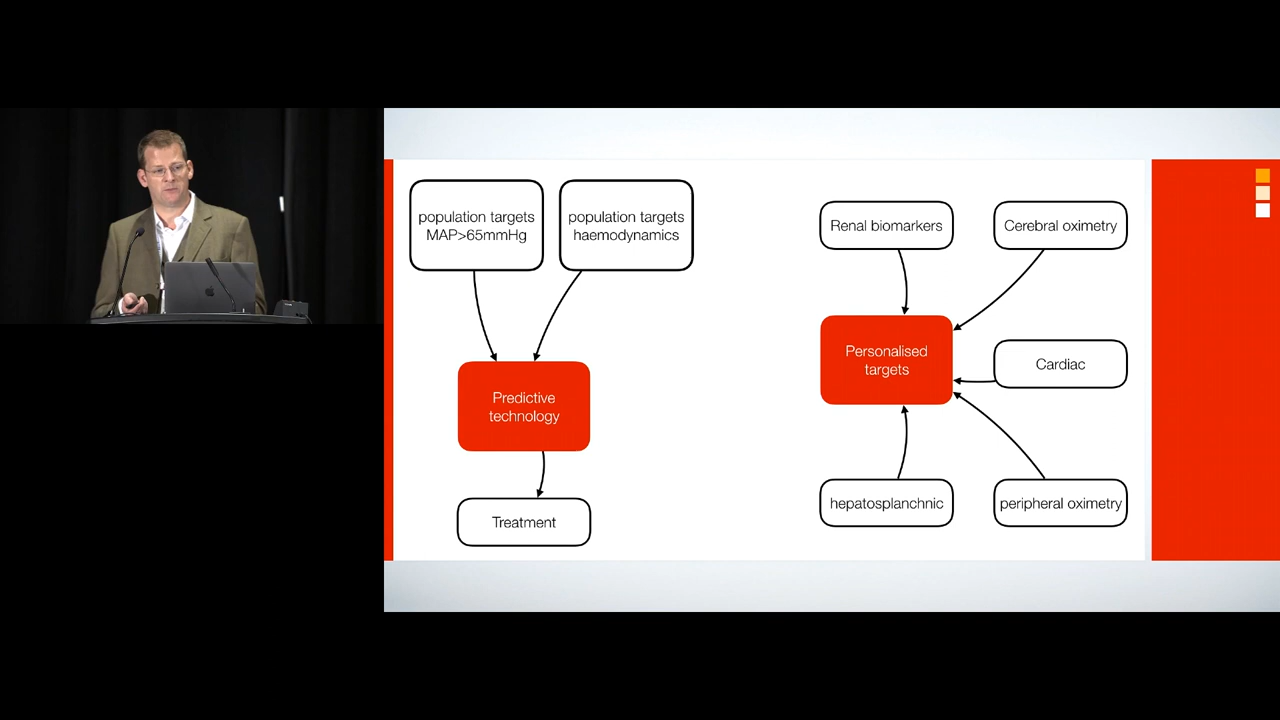 population targets
MAP>65mmHg
population targets
haemodynamics
Predictive
technology
Treatment
Renal biomarkers
Cerebral oximetry
Personalised
targets
Cardiac
hepatosplanchnic
peripheral oximetry